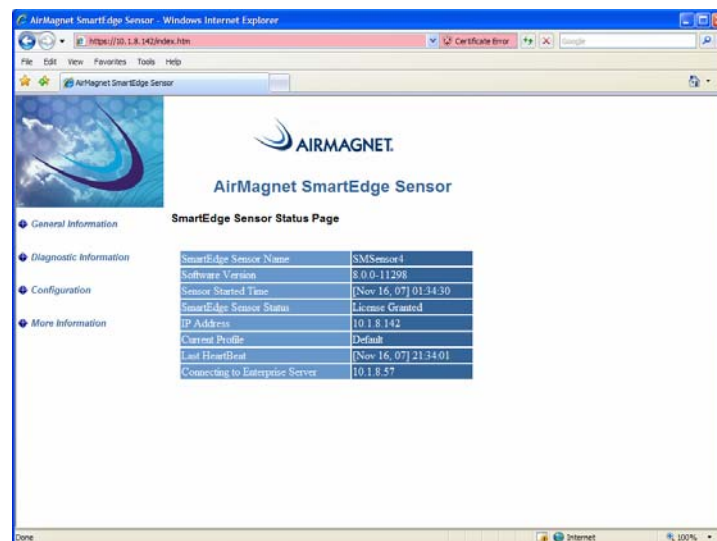 AirMagnet SmartEdge Sensor - Windows Internet Explorer
https://10.1.8.142/index.htm
Certificate Error
Google
File Edit View Favorites Tools Help
AirMagnet SmartEdge Sensor
AIRMAGNET.
AirMagnet SmartEdge Sensor
SmartEdge Sensor Status Page
General Information
Diagnostic Information
Configuration
More Information
SmartEdge Sensor Name SMSensor4
Software Version 8.0.0-11298
Sensor Started Time [Nov 16, 07] 01:34:30
SmartEdge Sensor Status License Granted
IP Address 10.1.8.142
Current Profile Default
Last HeartBeat [Nov 16, 07] 21:34:01
Connecting to Enterprise Server 10.1.8.57
Done
Internet
100%